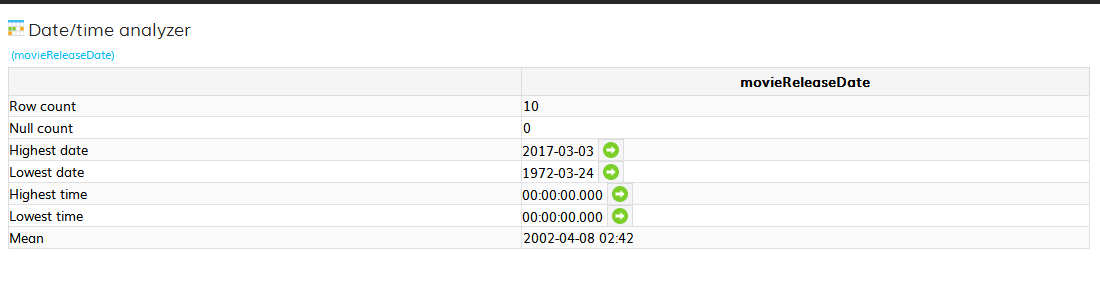 Date/time analyzer
(movieReleaseDate)
movieReleaseDate
Row count 10
Null count 0
Highest date 2017-03-03
Lowest date 1972-03-24
Highest time 00:00:00.000
Lowest time 00:00:00.000
Mean 2002-04-08 02:42